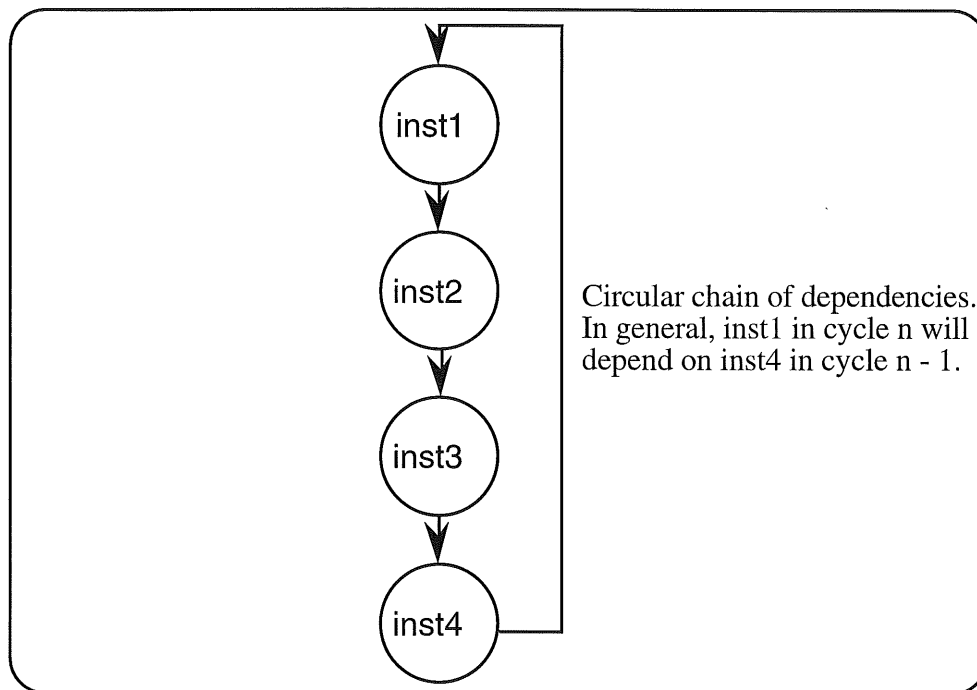 inst1
inst2
Circular chain of dependencies.
In general, inst1 in cycle n will
depend on inst4 in cycle n - 1.
inst3
inst4